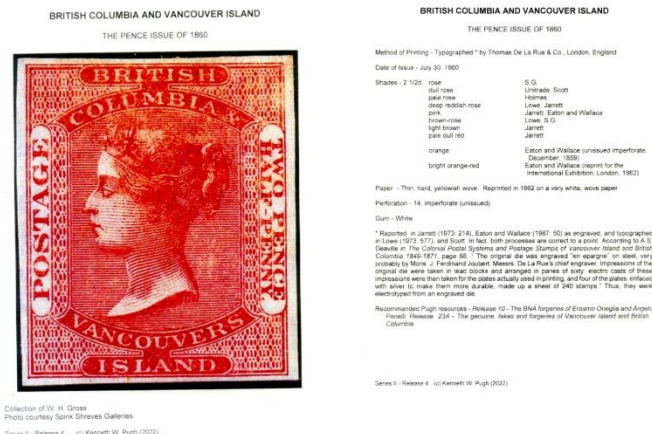 BRITISH COLUMBIA AND VANCOUVER ISLAND
THE PENCE ISSUE OF 1860
BRITISH
COLUMBIA &
POSTAGE
TWO PENCE
HALF-PENNY
VANCOUVERS
ISLAND
Collection of W. H. Gross
Photo courtesy Spink Shreves Galleries.
Series II - Release 4 (c) Kenneth W. Pugh (2022)
BRITISH COLUMBIA AND VANCOUVER ISLAND
THE PENCE ISSUE OF 1860
Method of Printing - Typographed * by Thomas De La Rue & Co., London, England
Date of Issue - July 30, 1860
Shades - 2 1/2d rose S.G.
dull rose Unitrade, Scott
pale rose Holmes
deep reddish rose Lowe, Jarrett
pink Jarrett, Eaton and Wallace
brown-rose Lowe, S.G.
light brown Jarrett
pale dull red Jarrett
orange Eaton and Wallace (unissued imperforate,
December, 1859)
bright orange-red Eaton and Wallace (reprint for the
International Exhibition, London, 1862)
Paper - Thin, hard, yellowish wove. Reprinted in 1862 on a very white, wove paper
Perforation - 14, imperforate (unissued)
Gum - White
* Reported in Jarrett (1973: 214), Eaton and Wallace (1967: 50) as engraved, and typographed
in Lowe (1973: 577), and Scott. In fact, both processes are correct to a point. According to A.S.
Deaville in The Colonial Postal Systems and Postage Stamps of Vancouver Island and British
Columbia 1849-1871, page 68, " The original die was engraved "en epargne" on steel, very
probably by Mons. J. Ferdinand Joubert, Messrs. De La Rue's chief engraver. Impressions of the
original die were taken in lead blocks and arranged in panes of sixty; electric casts of these
impressions were then taken for the plates actually used in printing, and four of the plates, enfaced
with silver to make them more durable, made up a sheet of 240 stamps." Thus, they were
electrotyped from an engraved die.
Recommended Pugh resources - Release 10 - The BNA forgeries of Erasmo Oneglia and Angelo
Panelli, Release 23A - The genuine, fakes and forgeries of Vancouver Island and British
Columbia.
Series II - Release 4 (c) Kenneth W. Pugh (2022)